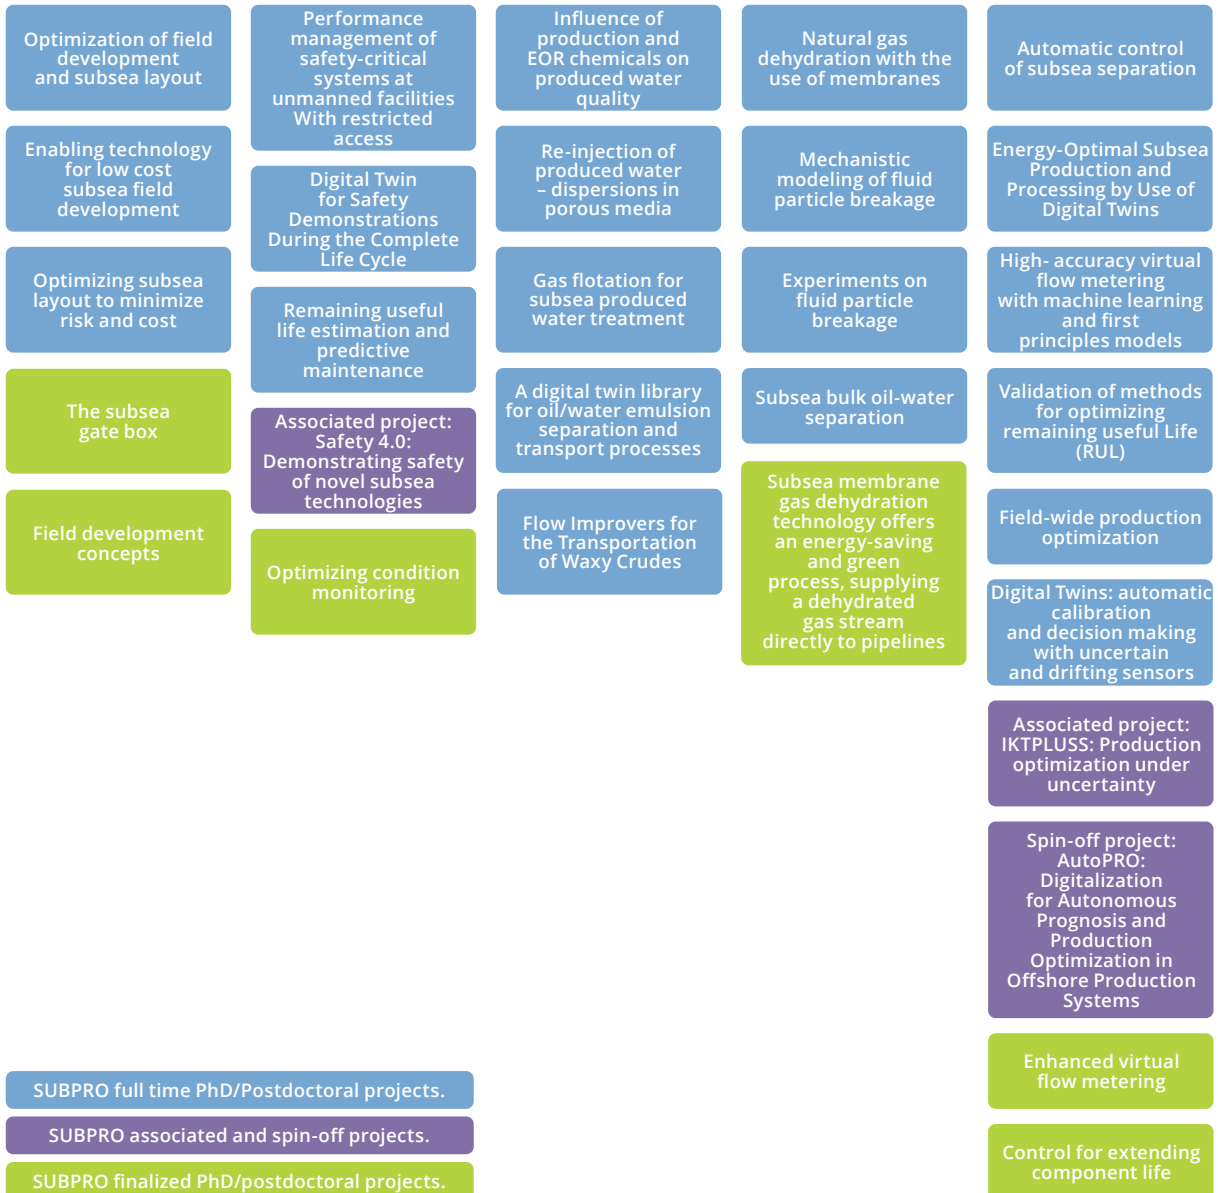 Optimization of field
development
and subsea layout
Enabling technology
for low cost
subsea field
development
Optimizing subsea
layout to minimize
risk and cost
The subsea
gate box
Field development
concepts
Performance
management of
safety-critical
systems at
unmanned facilities
With restricted
access
Digital Twin
for Safety
Demonstrations
During the Complete
Life Cycle
Remaining useful
life estimation and
predictive
maintenance
Associated project:
Safety 4.0:
Demonstrating safety
of novel subsea
technologies
Optimizing condition
monitoring
Influence of
production and
EOR chemicals on
produced water
quality
Re-injection of
produced water
– dispersions in
porous media
Gas flotation for
subsea produced
water treatment
A digital twin library
for oil/water emulsion
separation and
transport processes
Flow Improvers for
the Transportation
of Waxy Crudes
Natural gas
dehydration with the
use of membranes
Mechanistic
modeling of fluid
particle breakage
Experiments on
fluid particle
breakage
Subsea bulk oil-water
separation
Subsea membrane
gas dehydration
technology offers
an energy-saving
and green
process, supplying
a dehydrated
gas stream
directly to pipelines
Automatic control
of subsea separation
Energy-Optimal Subsea
Production and
Processing by Use of
Digital Twins
High- accuracy virtual
flow metering
with machine learning
and first
principles models
Validation of methods
for optimizing
remaining useful Life
(RUL)
Field-wide production
optimization
Digital Twins: automatic
calibration
and decision making
with uncertain
and drifting sensors
Associated project:
IKTPLUSS: Production
optimization under
uncertainty
Spin-off project:
AutoPRO:
Digitalization
for Autonomous
Prognosis and
Production
Optimization in
Offshore Production
Systems
Enhanced virtual
flow metering
Control for extending
component life
SUBPRO full time PhD/Postdoctoral projects.
SUBPRO associated and spin-off projects.
SUBPRO finalized PhD/postdoctoral projects.